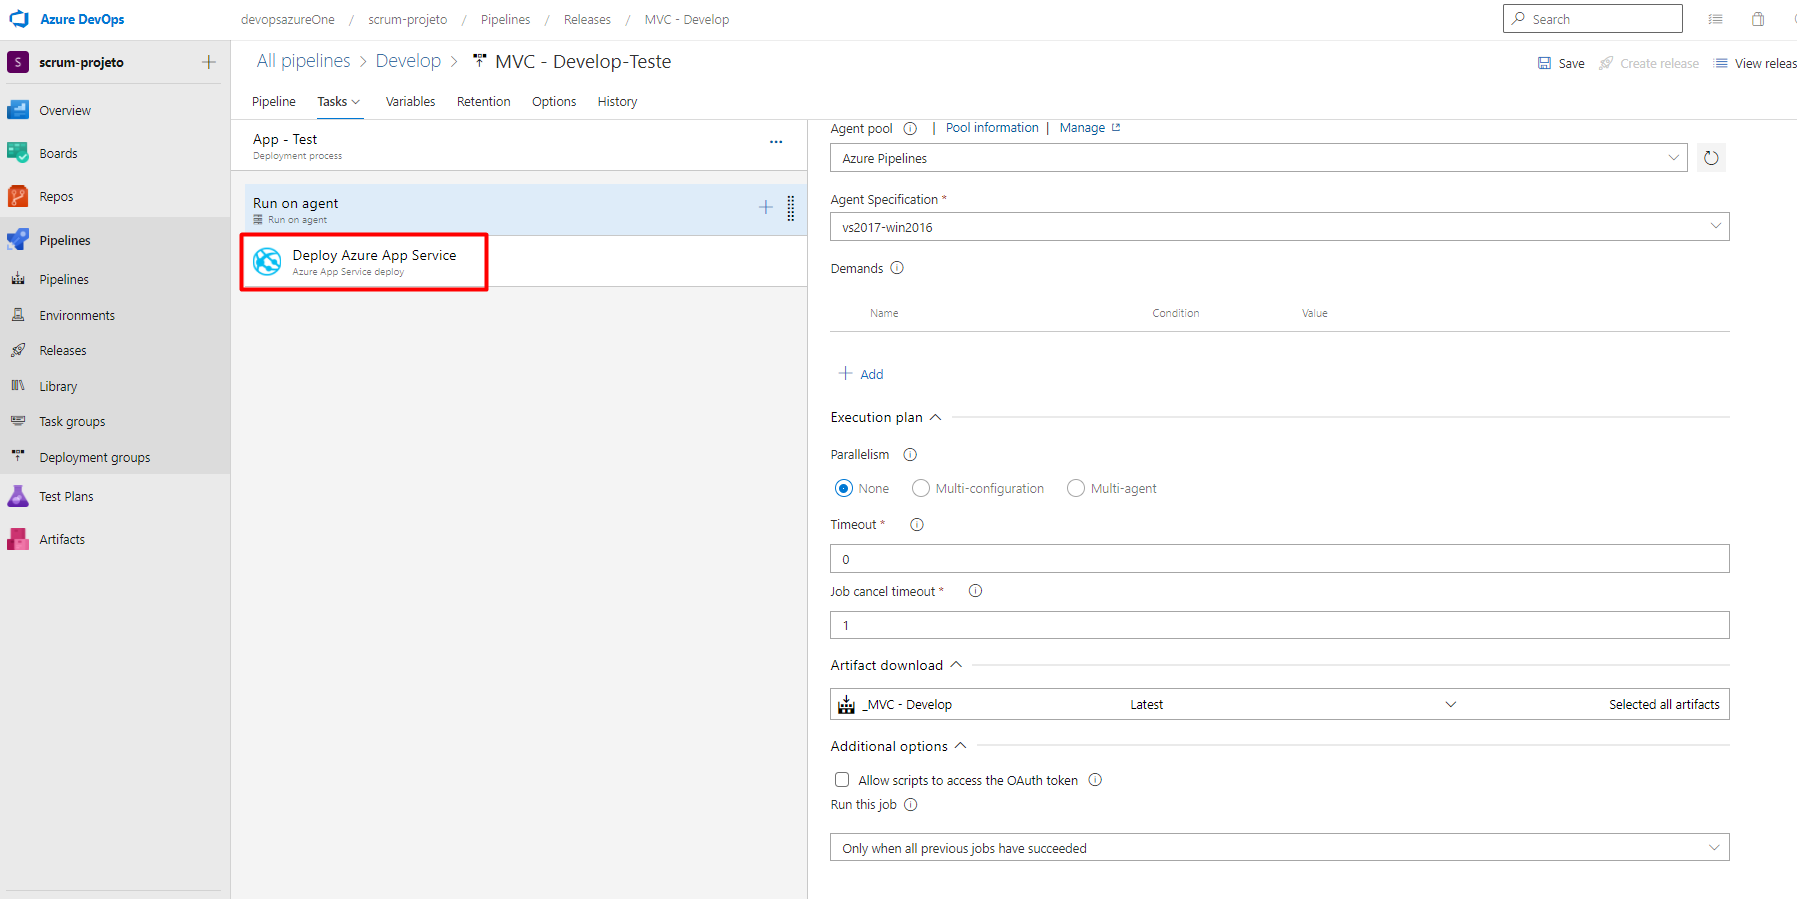 Azure DevOps
devopsazureOne / scrum-projeto / Pipelines / Releases / MVC - Develop
Search
S scrum-projeto
Overview
Boards
Repos
Pipelines
Pipelines
Environments
Releases
Library
Task groups
Deployment groups
Test Plans
Artifacts
All pipelines > Develop > MVC - Develop-Teste
Save
Create release
View releas
Pipeline Tasks Variables Retention Options History
App - Test
Deployment process
Run on agent
Run on agent
Deploy Azure App Service
Azure App Service deploy
Agent pool | Pool information | Manage
Azure Pipelines
Agent Specification *
vs2017-win2016
Demands
Name Condition Value
Add
Execution plan
Parallelism
None Multi-configuration Multi-agent
Timeout *
0
Job cancel timeout *
1
Artifact download
_MVC - Develop Latest Selected all artifacts
Additional options
Allow scripts to access the OAuth token
Run this job
Only when all previous jobs have succeeded